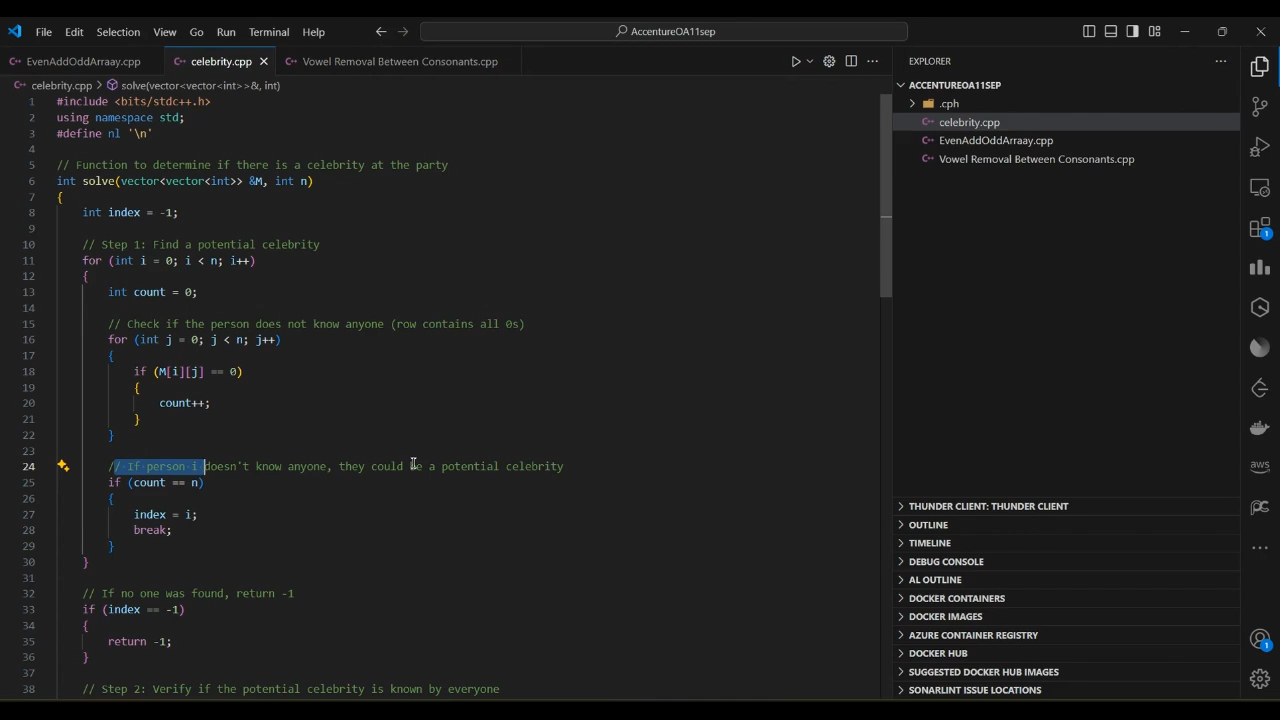 File Edit Selection View Go Run Terminal Help AccentureOA11sep
EvenAddOddArraay.cpp celebrity.cpp Vowel Removal Between Consonants.cpp EXPLORER
celebrity.cpp > solve(vector<vector<int>>&, int)
1 #include <bits/stdc++.h>
2 using namespace std;
3 #define nl '\n'
4
5 // Function to determine if there is a celebrity at the party
6 int solve(vector<vector<int>> &M, int n)
7 {
8 int index = -1;
9
10 // Step 1: Find a potential celebrity
11 for (int i = 0; i < n; i++)
12 {
13 int count = 0;
14
15 // Check if the person does not know anyone (row contains all 0s)
16 for (int j = 0; j < n; j++)
17 {
18 if (M[i][j] == 0)
19 {
20 count++;
21 }
22 }
23
24 // If person i doesn't know anyone, they could be a potential celebrity
25 if (count == n)
26 {
27 index = i;
28 break;
29 }
30 }
31
32 // If no one was found, return -1
33 if (index == -1)
34 {
35 return -1;
36 }
37
38 // Step 2: Verify if the potential celebrity is known by everyone
ACCENTUREOA11SEP
.cph
celebrity.cpp
EvenAddOddArraay.cpp
Vowel Removal Between Consonants.cpp
THUNDER CLIENT: THUNDER CLIENT
OUTLINE
TIMELINE
DEBUG CONSOLE
AL OUTLINE
DOCKER CONTAINERS
DOCKER IMAGES
AZURE CONTAINER REGISTRY
DOCKER HUB
SUGGESTED DOCKER HUB IMAGES
SONARLINT ISSUE LOCATIONS
1
aws
1